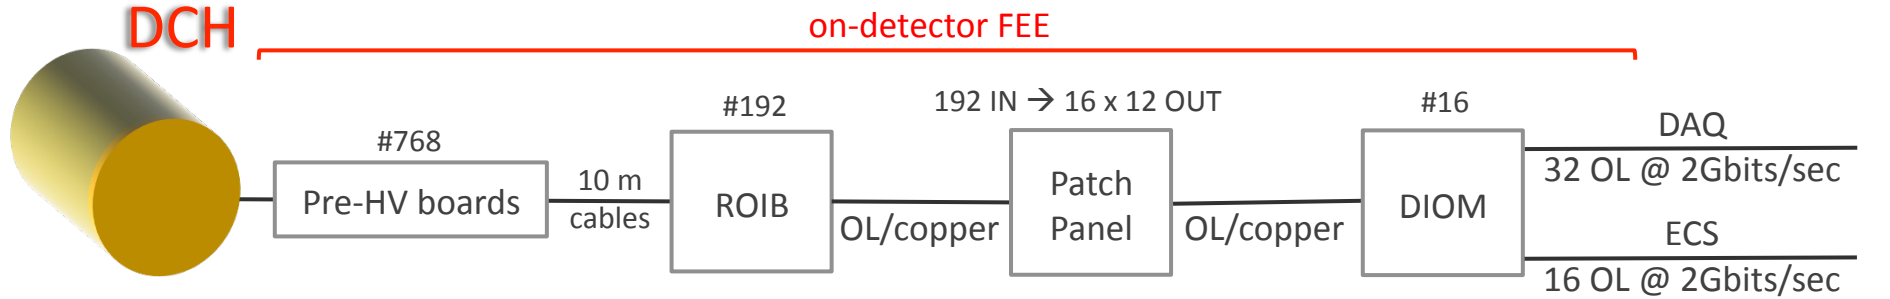 DCH
on-detector FEE
#768
Pre-HV boards
10 m
cables
#192
ROIB
OL/copper
192 IN → 16 x 12 OUT
Patch
Panel
OL/copper
#16
DIOM
DAQ
32 OL @ 2Gbits/sec
ECS
16 OL @ 2Gbits/sec